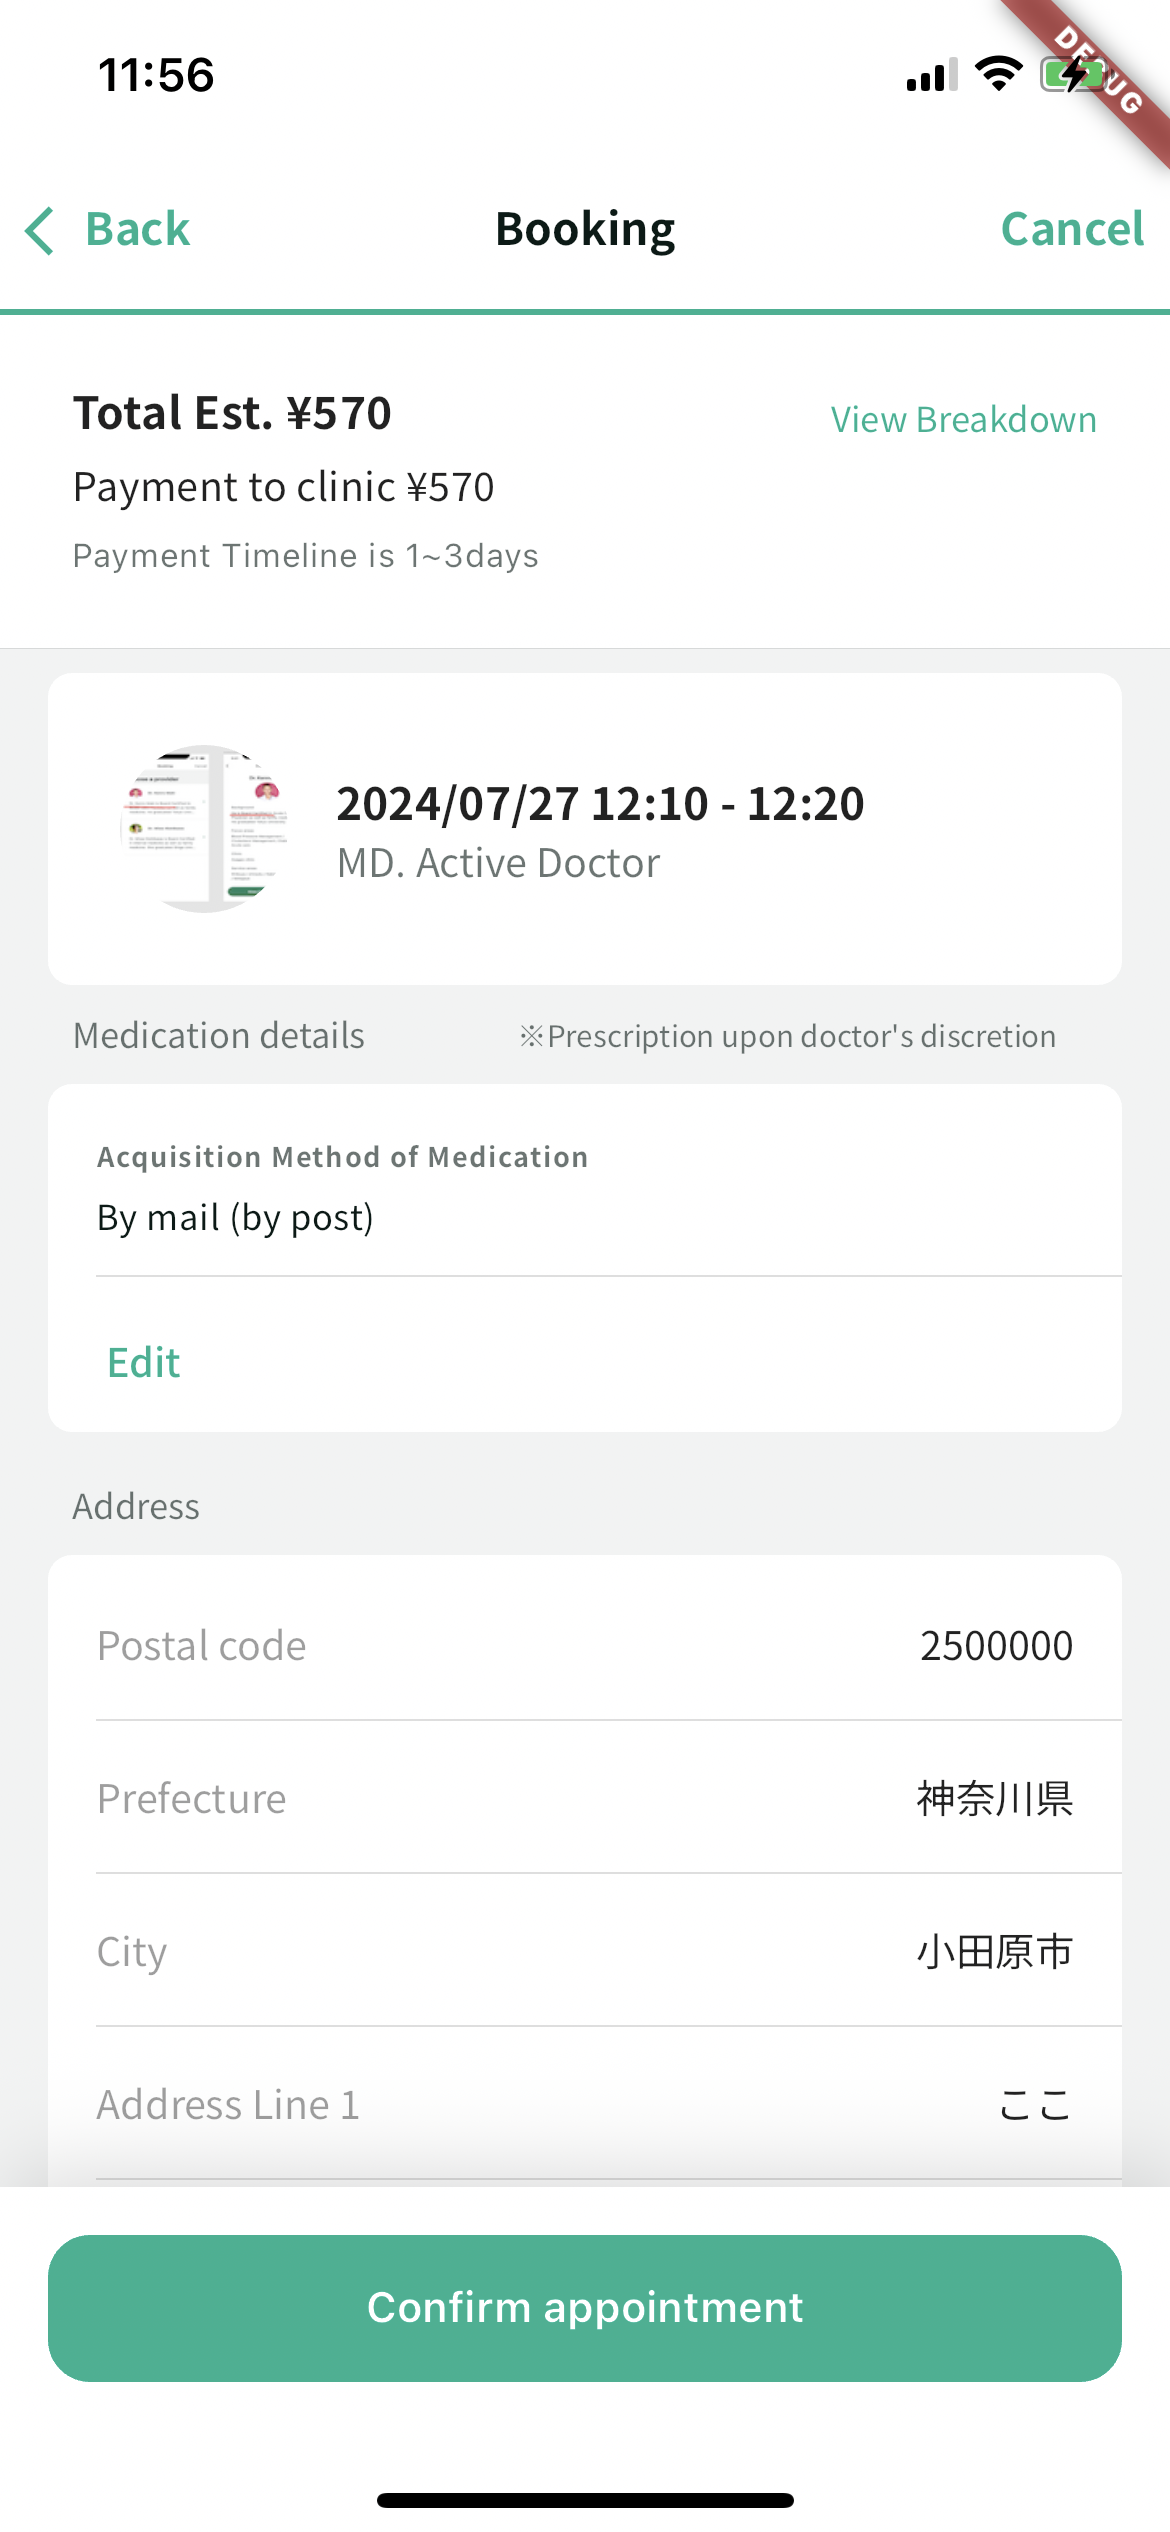 11:56
DEBUG
Back
Booking
Cancel
Total Est. ¥570
View Breakdown
Payment to clinic ¥570
Payment Timeline is 1~3days
2024/07/27 12:10 - 12:20
MD. Active Doctor
Medication details
※Prescription upon doctor's discretion
Acquisition Method of Medication
By mail (by post)
Edit
Address
Postal code
2500000
Prefecture
神奈川県
City
小田原市
Address Line 1
ここ
Confirm appointment